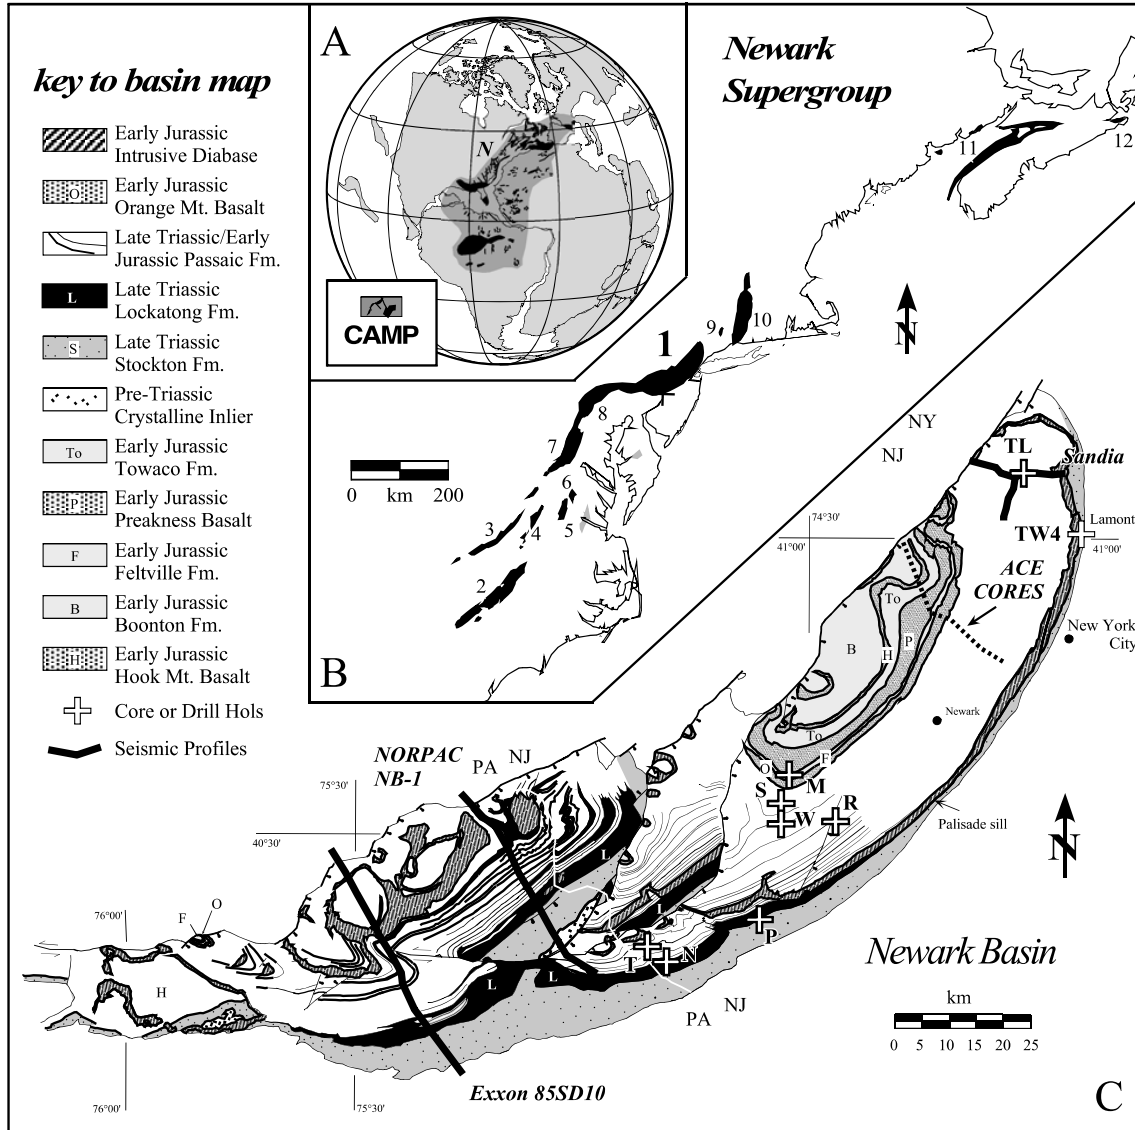 key to basin map
Early Jurassic
Intrusive Diabase
O
Early Jurassic
Orange Mt. Basalt
Late Triassic/Early
Jurassic Passaic Fm.
L
Late Triassic
Lockatong Fm.
S
Late Triassic
Stockton Fm.
Pre-Triassic
Crystalline Inlier
To
Early Jurassic
Towaco Fm.
P
Early Jurassic
Preakness Basalt
F
Early Jurassic
Feltville Fm.
B
Early Jurassic
Boonton Fm.
H
Early Jurassic
Hook Mt. Basalt
Core or Drill Hols
Seismic Profiles
A
N
CAMP
Newark
Supergroup
11
12
N
9
10
1
8
7
6
5
4
3
2
0 km 200
B
NY
NJ
TL
Sandia
TW4
Lamont
41°00'
74°30'
41°00'
ACE
CORES
New York
City
To
B
H
P
Newark
To
O
F
M
S
W
R
Palisade sill
N
NORPAC
NB-1
PA
NJ
75°30'
40°30'
L
L
L
L
T
N
P
PA
NJ
76°00'
F
O
H
76°00'
75°30'
Exxon 85SD10
Newark Basin
km
0 5 10 15 20 25
C